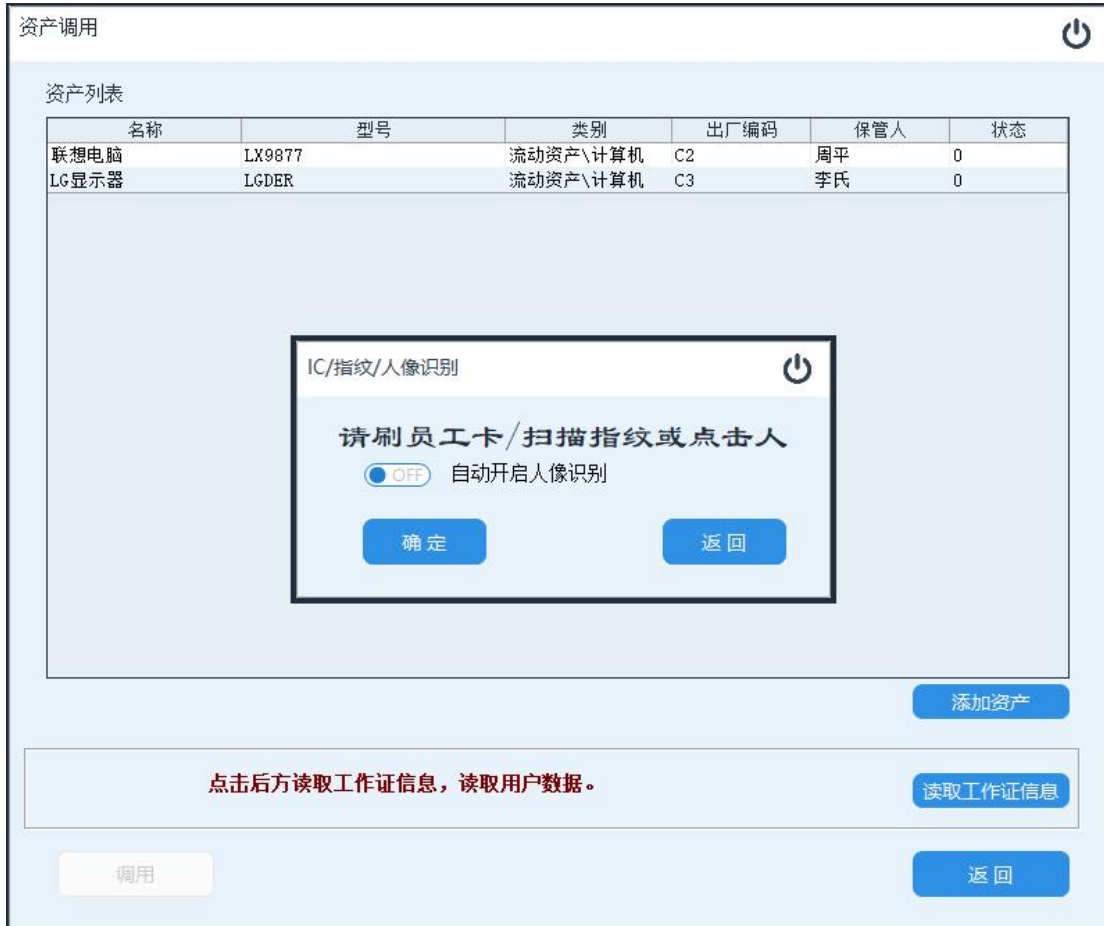 资产调用
资产列表
名称 型号 类别 出厂编码 保管人 状态
联想电脑 LX9877 流动资产\计算机 C2 周平 0
LG显示器 LGDER 流动资产\计算机 C3 李氏 0
IC/指纹/人像识别
请刷员工卡/扫描指纹或点击人
OFF 自动开启人像识别
确定 返回
添加资产
点击后方读取工作证信息，读取用户数据。 读取工作证信息
调用 返回